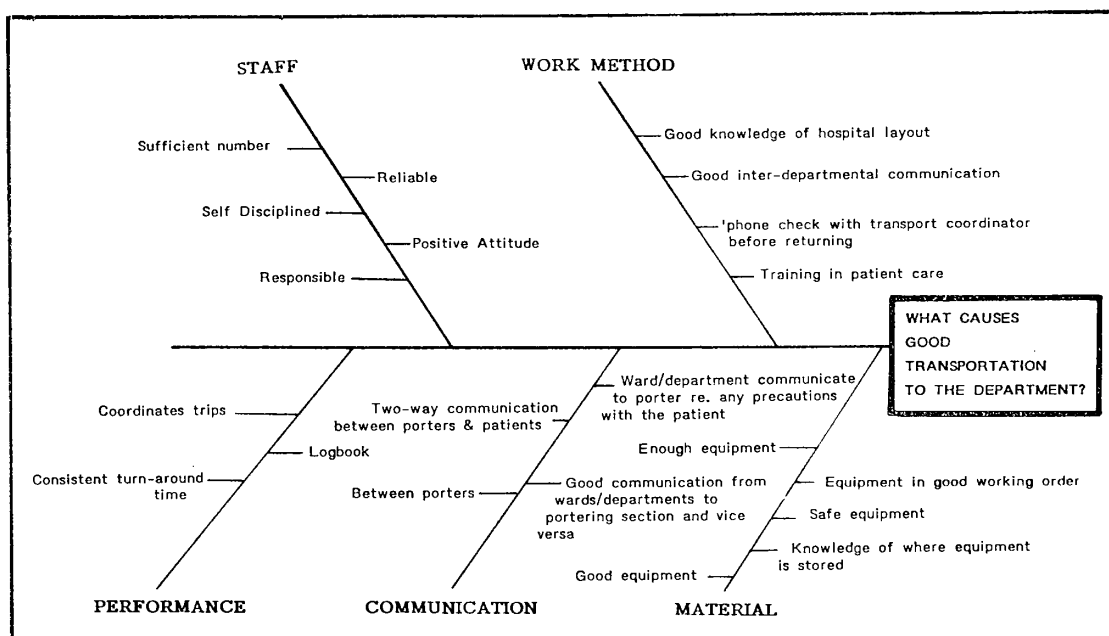 STAFF
Sufficient number
Reliable
Self Disciplined
Positive Attitude
Responsible
WORK METHOD
Good knowledge of hospital layout
Good inter-departmental communication
'phone check with transport coordinator
before returning
Training in patient care
WHAT CAUSES
GOOD
TRANSPORTATION
TO THE DEPARTMENT?
Coordinates trips
Logbook
Consistent turn-around
time
PERFORMANCE
Ward/department communicate
to porter re. any precautions
with the patient
Two-way communication
between porters & patients
Good communication from
wards/departments to
portering section and vice
versa
Between porters
COMMUNICATION
Enough equipment
Equipment in good working order
Safe equipment
Knowledge of where equipment
is stored
Good equipment
MATERIAL